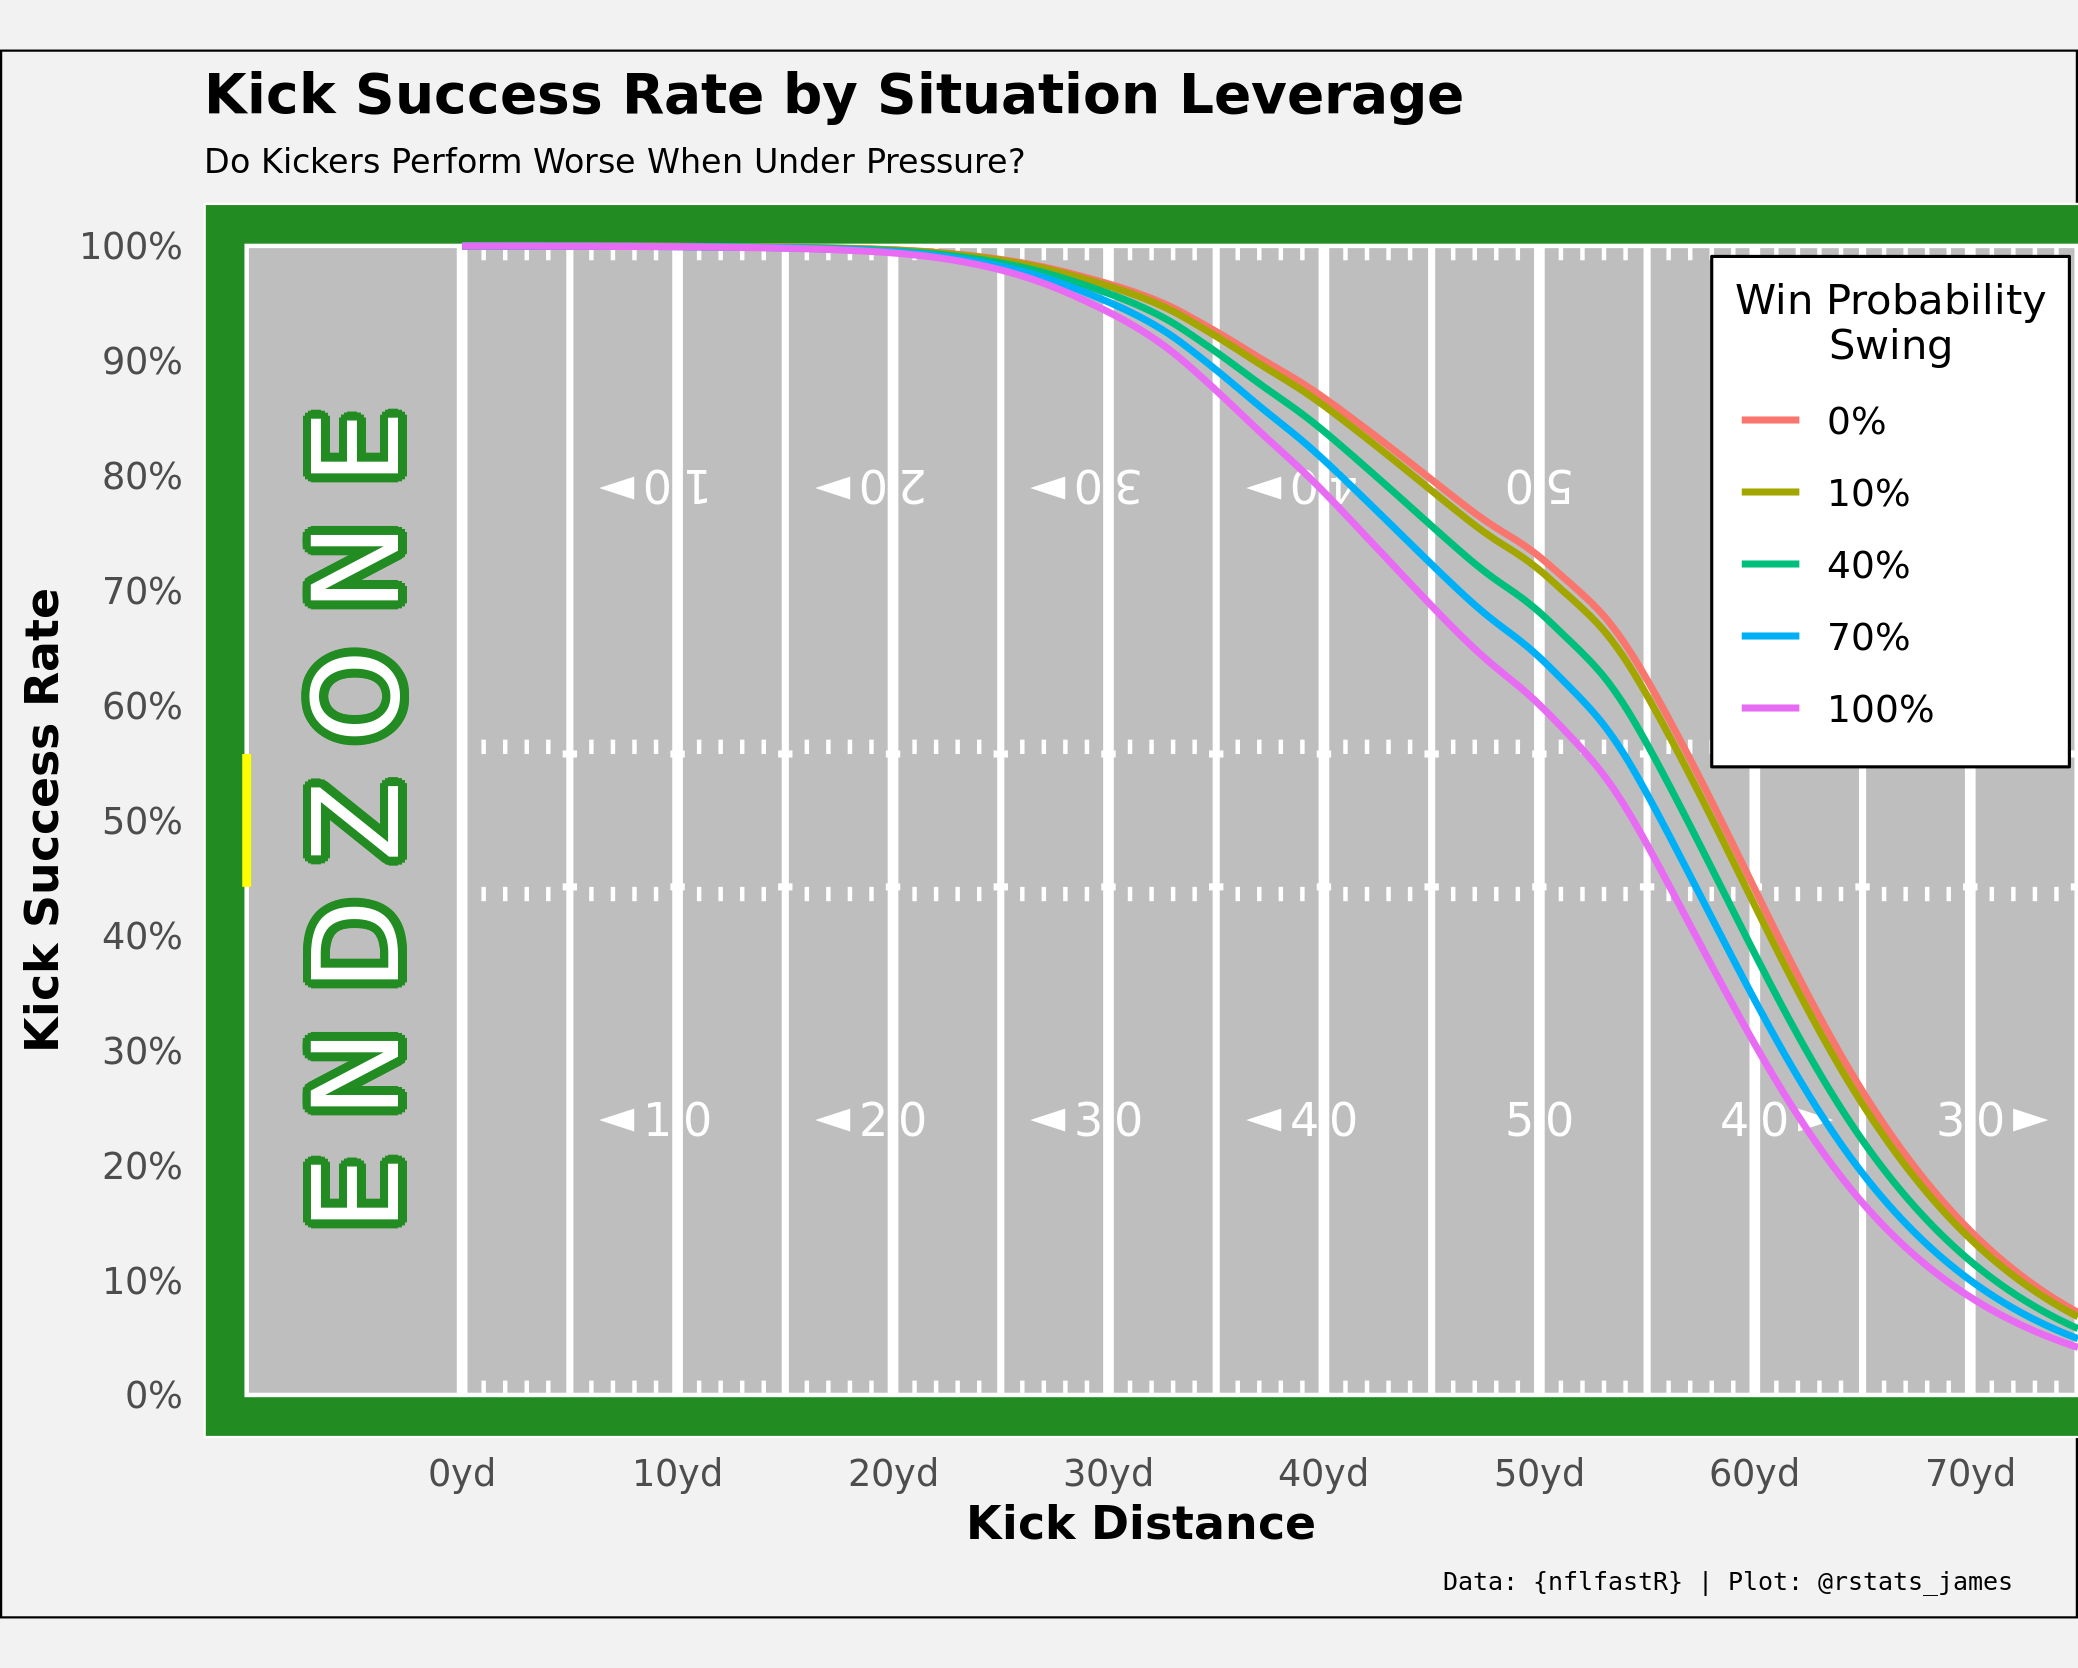 Kick Success Rate by Situation Leverage
Do Kickers Perform Worse When Under Pressure?
Kick Success Rate
100%
90%
80%
70%
60%
50%
40%
30%
20%
10%
0%
ENDZONE
10 20 30 40 50
10 20 30 40 50 40 30
Win Probability
Swing
0%
10%
40%
70%
100%
0yd 10yd 20yd 30yd 40yd 50yd 60yd 70yd
Kick Distance
Data: {nflfastR} | Plot: @rstats_james